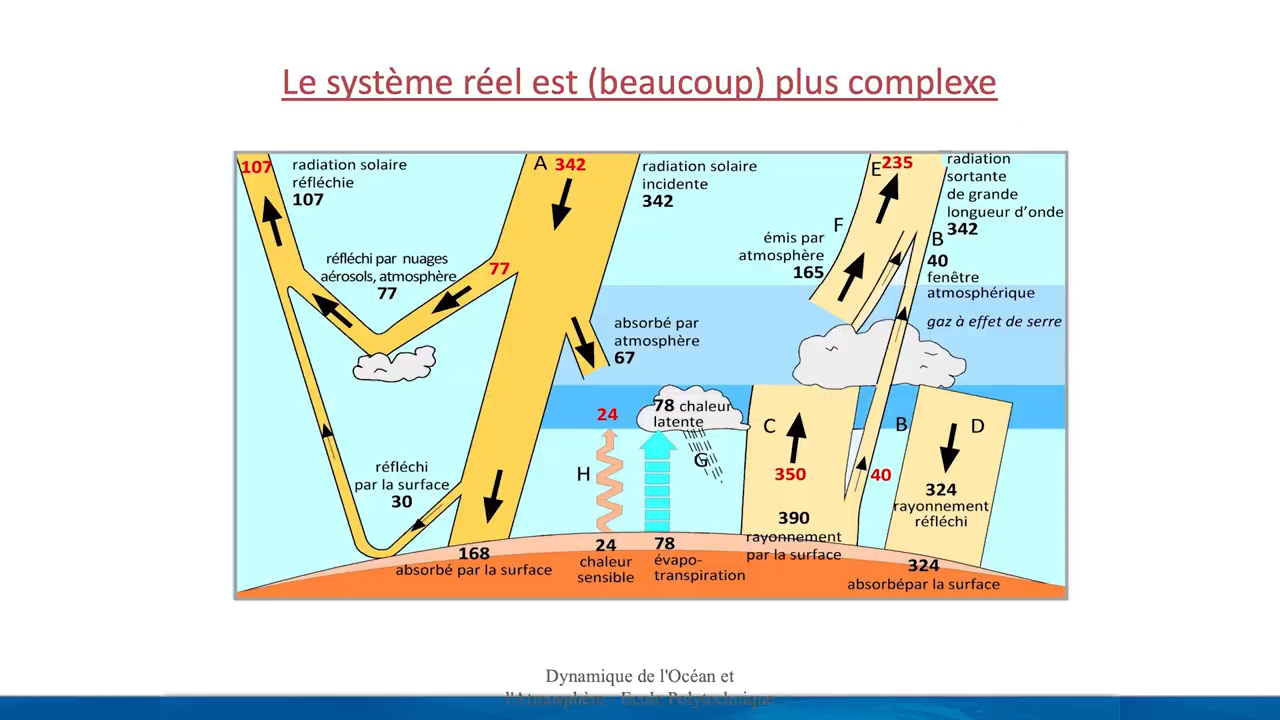 Le système réel est (beaucoup) plus complexe
107
radiation solaire
réfléchie
107
A 342
radiation solaire
incidente
342
E 235
radiation
sortante
de grande
longueur d'onde
342
F
émis par
atmosphère
165
B
40
fenêtre
atmosphérique
gaz à effet de serre
réfléchi par nuages
aérosols, atmosphère
77
77
absorbé par
atmosphère
67
24
78 chaleur
latente
H
G
C
350
390
rayonnement
par la surface
B
40
D
324
rayonnement
réfléchi
réfléchi
par la surface
30
168
absorbé par la surface
24
chaleur
sensible
78
évapo-
transpiration
324
absorbépar la surface
Dynamique de l'Océan et
l'Atmosphère - Ecole Polytechnique